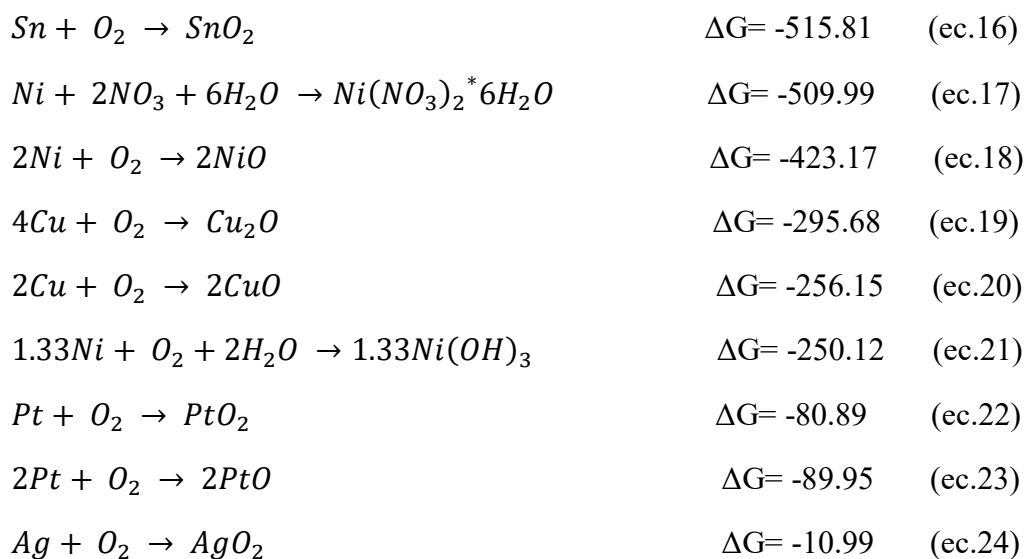 Sn + O₂ → SnO₂ ΔG= -515.81 (ec.16)
Ni + 2NO₃ + 6H₂O → Ni(NO₃)₂*6H₂O ΔG= -509.99 (ec.17)
2Ni + O₂ → 2NiO ΔG= -423.17 (ec.18)
4Cu + O₂ → Cu₂O ΔG= -295.68 (ec.19)
2Cu + O₂ → 2CuO ΔG= -256.15 (ec.20)
1.33Ni + O₂ + 2H₂O → 1.33Ni(OH)₃ ΔG= -250.12 (ec.21)
Pt + O₂ → PtO₂ ΔG= -80.89 (ec.22)
2Pt + O₂ → 2PtO ΔG= -89.95 (ec.23)
Ag + O₂ → AgO₂ ΔG= -10.99 (ec.24)